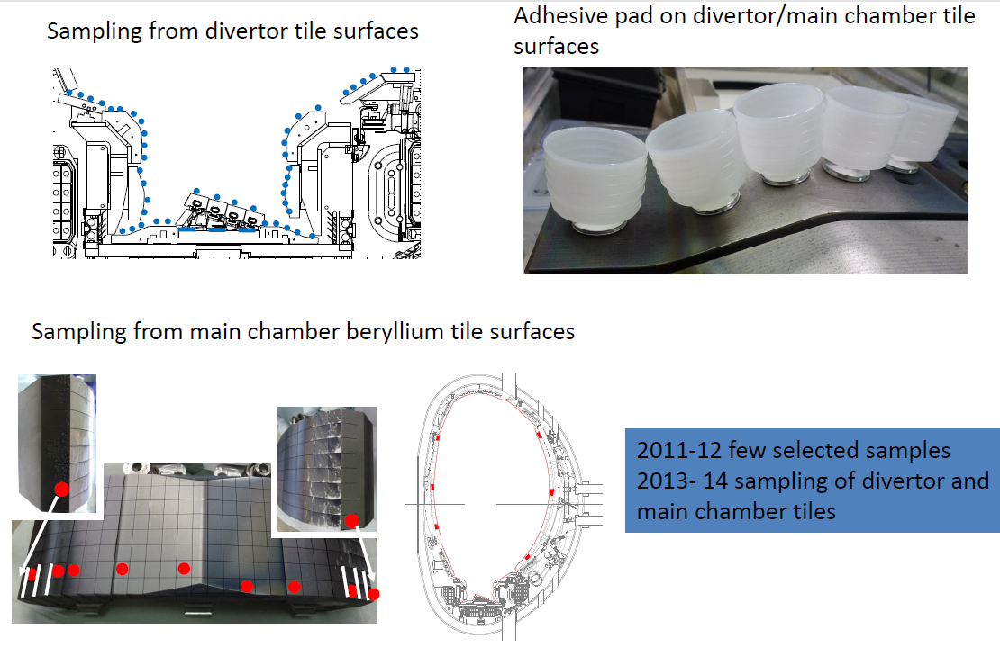 Sampling from divertor tile surfaces
Adhesive pad on divertor/main chamber tile
surfaces
Sampling from main chamber beryllium tile surfaces
2011-12 few selected samples
2013- 14 sampling of divertor and
main chamber tiles